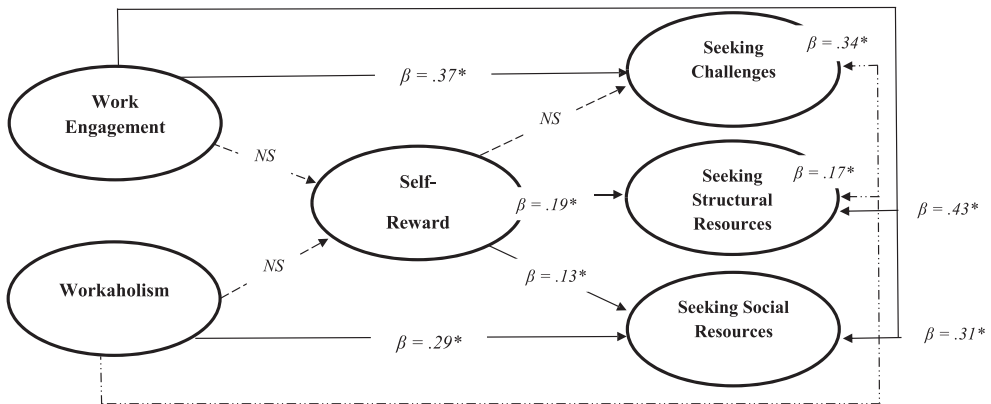 Seeking
Challenges
β = .34*
β = .37*
Work
Engagement
NS
NS
Self-
Reward
β = .19*
Seeking
Structural
Resources
β = .17*
β = .43*
NS
β = .13*
Workaholism
Seeking Social
Resources
β = .29*
β = .31*